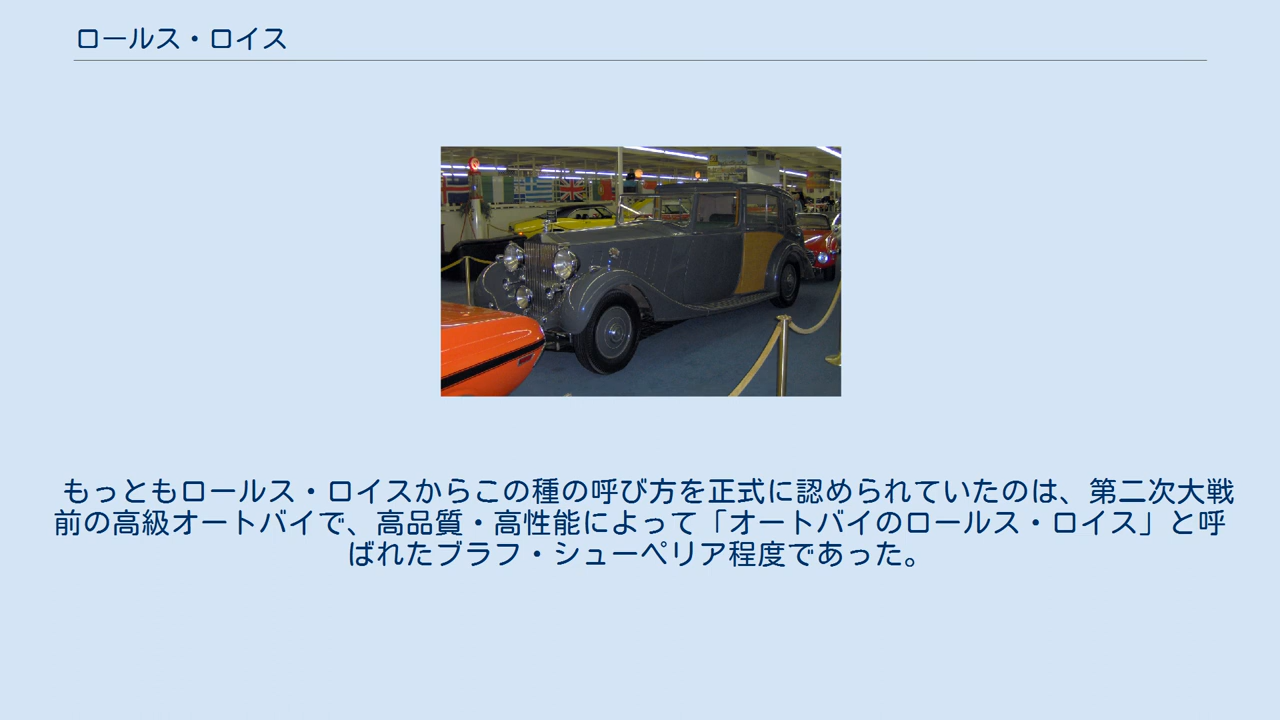 ロールス・ロイス
もっともロールス・ロイスからこの種の呼び方を正式に認められていたのは、第二次大戦
前の高級オートバイで、高品質・高性能によって「オートバイのロールス・ロイス」と呼
ばれたブラフ・シューペリア程度であった。